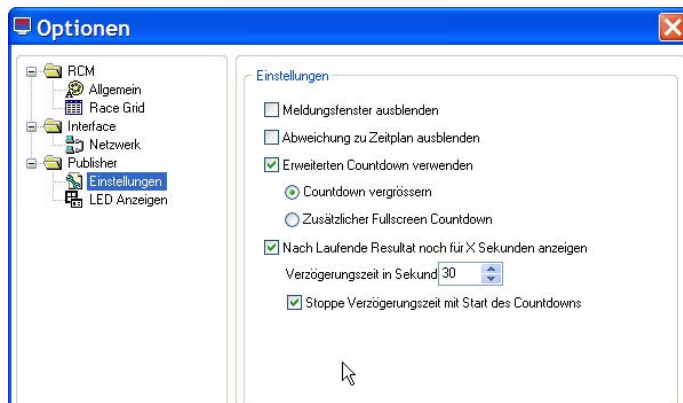 Optionen
RCM
Allgemein
Race Grid
Interface
Netzwerk
Publisher
Einstellungen
LED Anzeigen
Einstellungen
Meldungsfenster ausblenden
Abweichung zu Zeitplan ausblenden
Erweiterten Countdown verwenden
Countdown vergrössern
Zusätzlicher Fullscreen Countdown
Nach Laufende Resultat noch für X Sekunden anzeigen
Verzögerungszeit in Sekund 30
Stoppe Verzögerungszeit mit Start des Countdowns